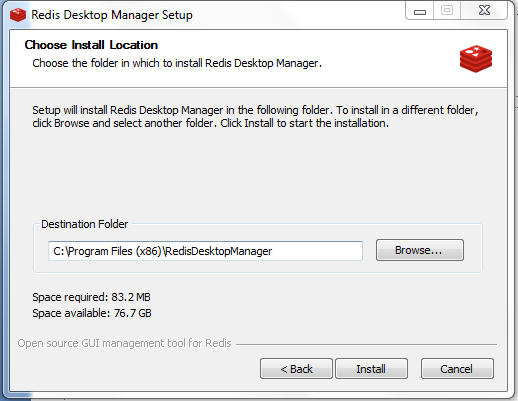 Redis Desktop Manager Setup
Choose Install Location
Choose the folder in which to install Redis Desktop Manager.
Setup will install Redis Desktop Manager in the following folder. To install in a different folder,
click Browse and select another folder. Click Install to start the installation.
Destination Folder
C:\Program Files (x86)\RedisDesktopManager
Browse...
Space required: 83.2 MB
Space available: 76.7 GB
Open source GUI management tool for Redis
< Back
Install
Cancel